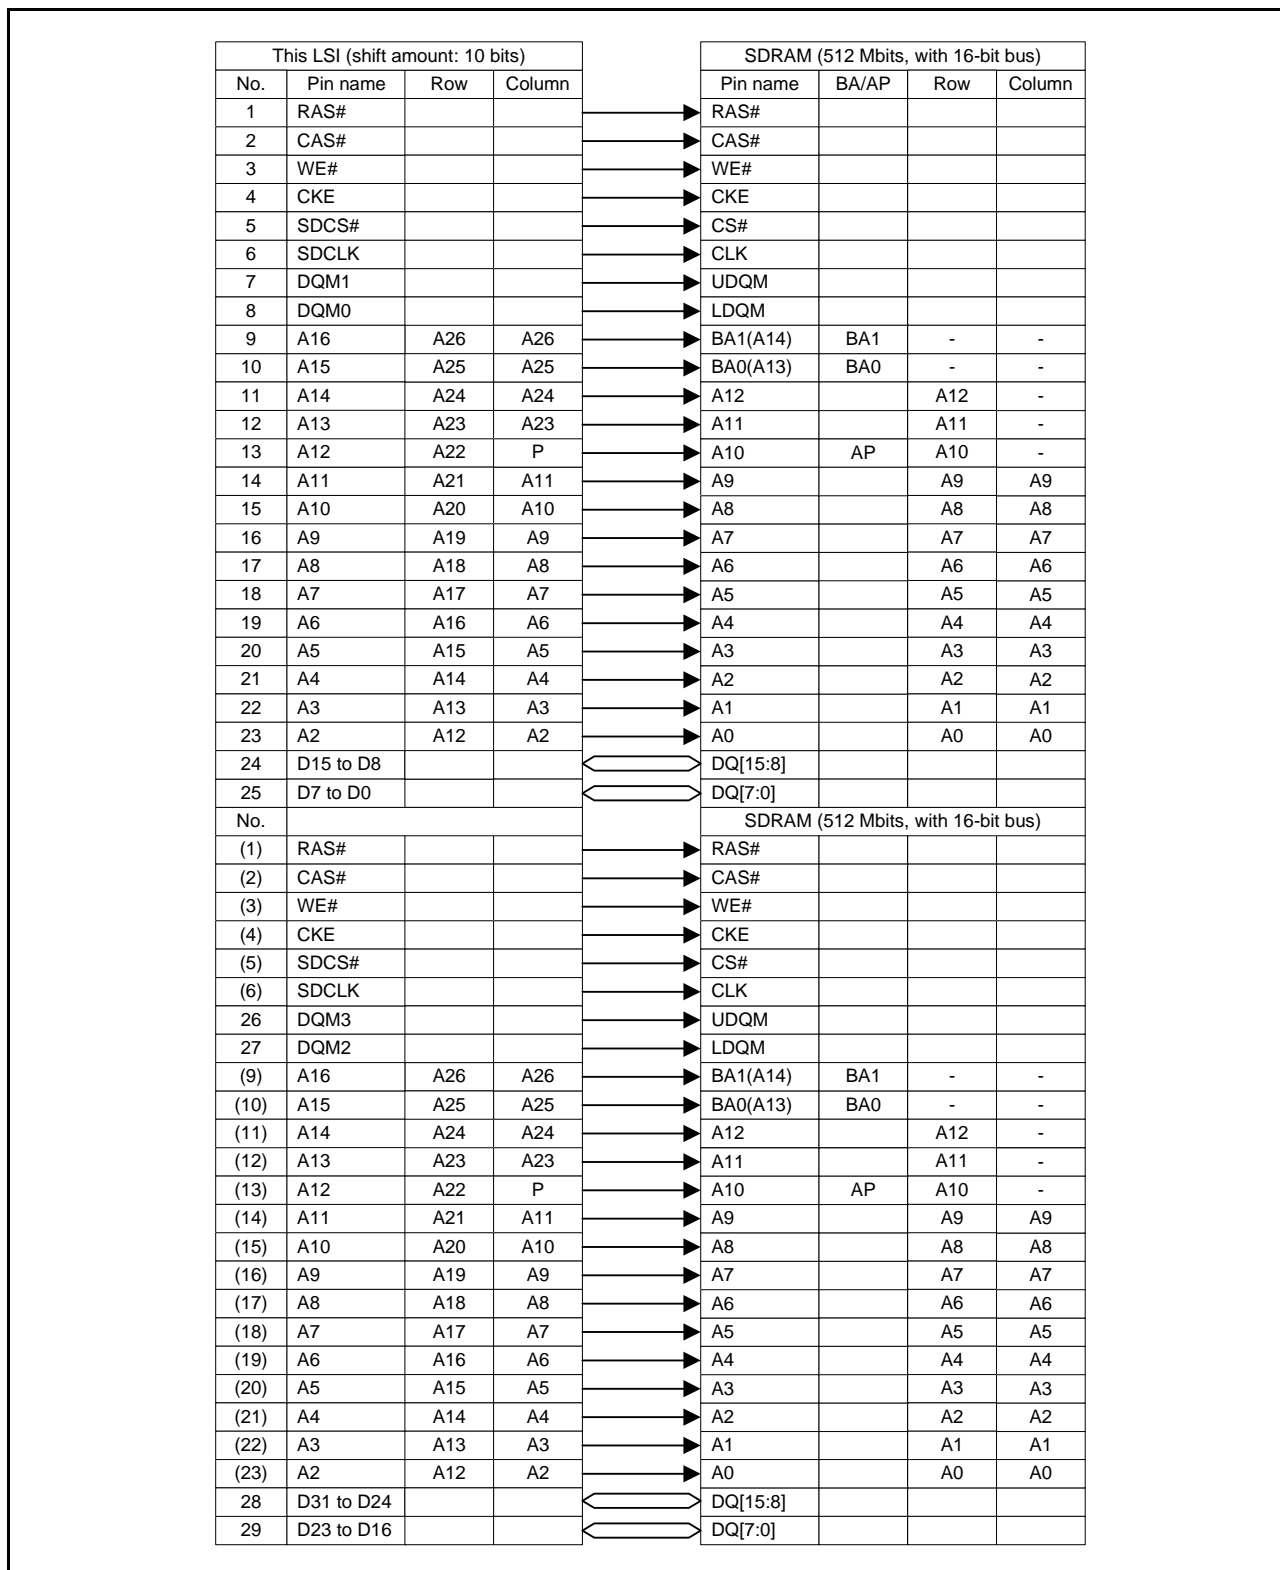 This LSI (shift amount: 10 bits) SDRAM (512 Mbits, with 16-bit bus)
No. Pin name Row Column Pin name BA/AP Row Column
1 RAS# RAS#
2 CAS# CAS#
3 WE# WE#
4 CKE CKE
5 SDCS# CS#
6 SDCLK CLK
7 DQM1 UDQM
8 DQM0 LDQM
9 A16 A26 A26 BA1(A14) BA1 - -
10 A15 A25 A25 BA0(A13) BA0 - -
11 A14 A24 A24 A12 A12 -
12 A13 A23 A23 A11 A11 -
13 A12 A22 P A10 AP A10 -
14 A11 A21 A11 A9 A9 A9
15 A10 A20 A10 A8 A8 A8
16 A9 A19 A9 A7 A7 A7
17 A8 A18 A8 A6 A6 A6
18 A7 A17 A7 A5 A5 A5
19 A6 A16 A6 A4 A4 A4
20 A5 A15 A5 A3 A3 A3
21 A4 A14 A4 A2 A2 A2
22 A3 A13 A3 A1 A1 A1
23 A2 A12 A2 A0 A0 A0
24 D15 to D8 DQ[15:8]
25 D7 to D0 DQ[7:0]
No. SDRAM (512 Mbits, with 16-bit bus)
(1) RAS# RAS#
(2) CAS# CAS#
(3) WE# WE#
(4) CKE CKE
(5) SDCS# CS#
(6) SDCLK CLK
26 DQM3 UDQM
27 DQM2 LDQM
(9) A16 A26 A26 BA1(A14) BA1 - -
(10) A15 A25 A25 BA0(A13) BA0 - -
(11) A14 A24 A24 A12 A12 -
(12) A13 A23 A23 A11 A11 -
(13) A12 A22 P A10 AP A10 -
(14) A11 A21 A11 A9 A9 A9
(15) A10 A20 A10 A8 A8 A8
(16) A9 A19 A9 A7 A7 A7
(17) A8 A18 A8 A6 A6 A6
(18) A7 A17 A7 A5 A5 A5
(19) A6 A16 A6 A4 A4 A4
(20) A5 A15 A5 A3 A3 A3
(21) A4 A14 A4 A2 A2 A2
(22) A3 A13 A3 A1 A1 A1
(23) A2 A12 A2 A0 A0 A0
28 D31 to D24 DQ[15:8]
29 D23 to D16 DQ[7:0]